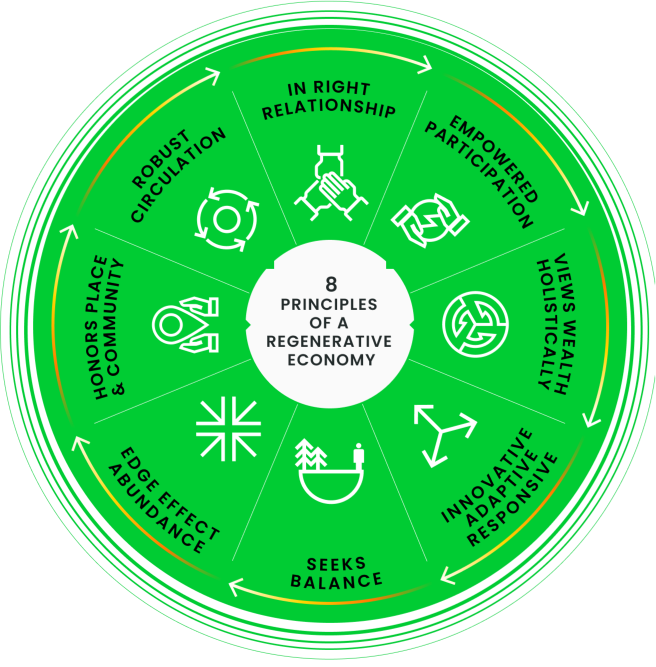 8
PRINCIPLES
OF A
REGENERATIVE
ECONOMY
IN RIGHT
RELATIONSHIP
EMPOWERED
PARTICIPATION
VIEWS WEALTH
HOLISTICALLY
INNOVATIVE
ADAPTIVE
RESPONSIVE
SEEKS
BALANCE
EDGE EFFECT
ABUNDANCE
HONORS PLACE
& COMMUNITY
ROBUST
CIRCULATION